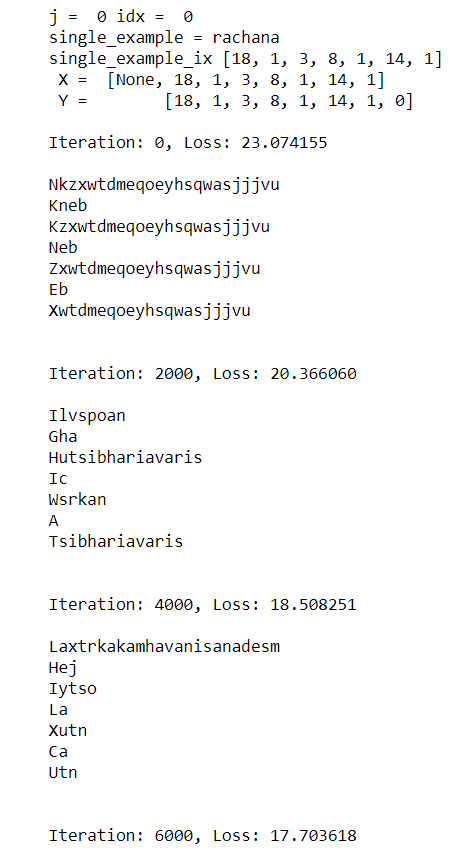 j =  0 idx =  0
single_example = rachana
single_example_ix [18, 1, 3, 8, 1, 14, 1]
 X =  [None, 18, 1, 3, 8, 1, 14, 1]
 Y =        [18, 1, 3, 8, 1, 14, 1, 0]
Iteration: 0, Loss: 23.074155
Nkzxwtdmeqoeyhsqwasjjjvu
Kneb
Kzxwtdmeqoeyhsqwasjjjvu
Neb
Zxwtdmeqoeyhsqwasjjjvu
Eb
Xwtdmeqoeyhsqwasjjjvu
Iteration: 2000, Loss: 20.366060
Ilvspoan
Gha
Hutsibhariavaris
Ic
Wsrkan
A
Tsibhariavaris
Iteration: 4000, Loss: 18.508251
Laxtrkakamhavanisanadesm
Hej
Iytso
La
Xutn
Ca
Utn
Iteration: 6000, Loss: 17.703618